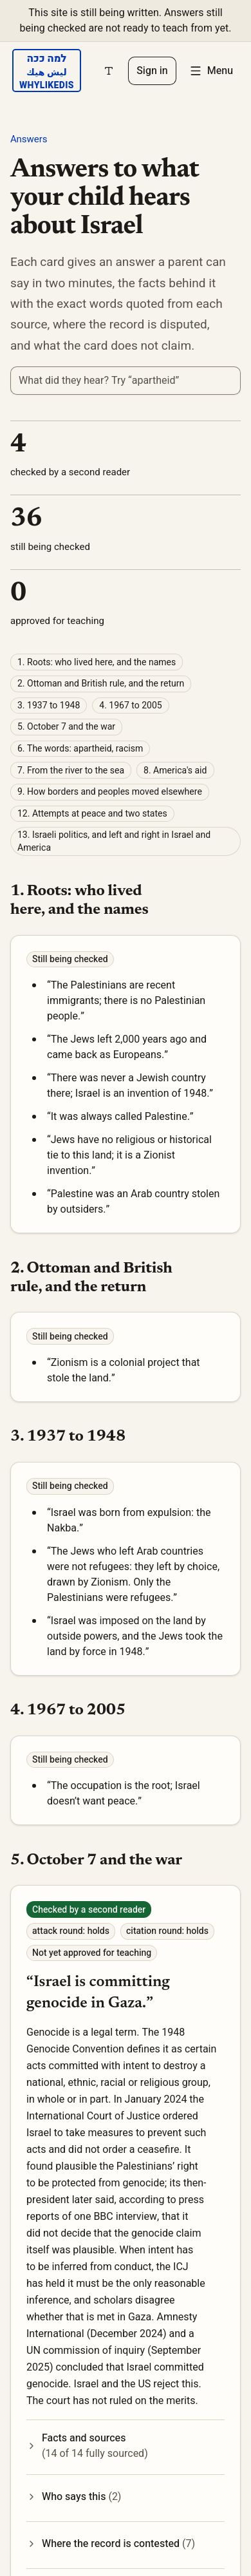 This site is still being written. Answers still
being checked are not ready to teach from yet.
למה ככה
ليش هيك
WHYLIKEDIS
T
Sign in
Menu
Answers
Answers to what
your child hears
about Israel
Each card gives an answer a parent can
say in two minutes, the facts behind it
with the exact words quoted from each
source, where the record is disputed,
and what the card does not claim.
What did they hear? Try “apartheid”
4
checked by a second reader
36
still being checked
0
approved for teaching
1. Roots: who lived here, and the names
2. Ottoman and British rule, and the return
3. 1937 to 1948
4. 1967 to 2005
5. October 7 and the war
6. The words: apartheid, racism
7. From the river to the sea
8. America's aid
9. How borders and peoples moved elsewhere
12. Attempts at peace and two states
13. Israeli politics, and left and right in Israel and
America
1. Roots: who lived
here, and the names
Still being checked
• “The Palestinians are recent
immigrants; there is no Palestinian
people.”
• “The Jews left 2,000 years ago and
came back as Europeans.”
• “There was never a Jewish country
there; Israel is an invention of 1948.”
• “It was always called Palestine.”
• “Jews have no religious or historical
tie to this land; it is a Zionist
invention.”
• “Palestine was an Arab country stolen
by outsiders.”
2. Ottoman and British
rule, and the return
Still being checked
• “Zionism is a colonial project that
stole the land.”
3. 1937 to 1948
Still being checked
• “Israel was born from expulsion: the
Nakba.”
• “The Jews who left Arab countries
were not refugees: they left by choice,
drawn by Zionism. Only the
Palestinians were refugees.”
• “Israel was imposed on the land by
outside powers, and the Jews took the
land by force in 1948.”
4. 1967 to 2005
Still being checked
• “The occupation is the root; Israel
doesn’t want peace.”
5. October 7 and the war
Checked by a second reader
attack round: holds
citation round: holds
Not yet approved for teaching
“Israel is committing
genocide in Gaza.”
Genocide is a legal term. The 1948
Genocide Convention defines it as certain
acts committed with intent to destroy a
national, ethnic, racial or religious group,
in whole or in part. In January 2024 the
International Court of Justice ordered
Israel to take measures to prevent such
acts and did not order a ceasefire. It
found plausible the Palestinians’ right
to be protected from genocide; its then-
president later said, according to press
reports of one BBC interview, that it
did not decide that the genocide claim
itself was plausible. When intent has
to be inferred from conduct, the ICJ
has held it must be the only reasonable
inference, and scholars disagree
whether that is met in Gaza. Amnesty
International (December 2024) and a
UN commission of inquiry (September
2025) concluded that Israel committed
genocide. Israel and the US reject this.
The court has not ruled on the merits.
Facts and sources
(14 of 14 fully sourced)
Who says this (2)
Where the record is contested (7)